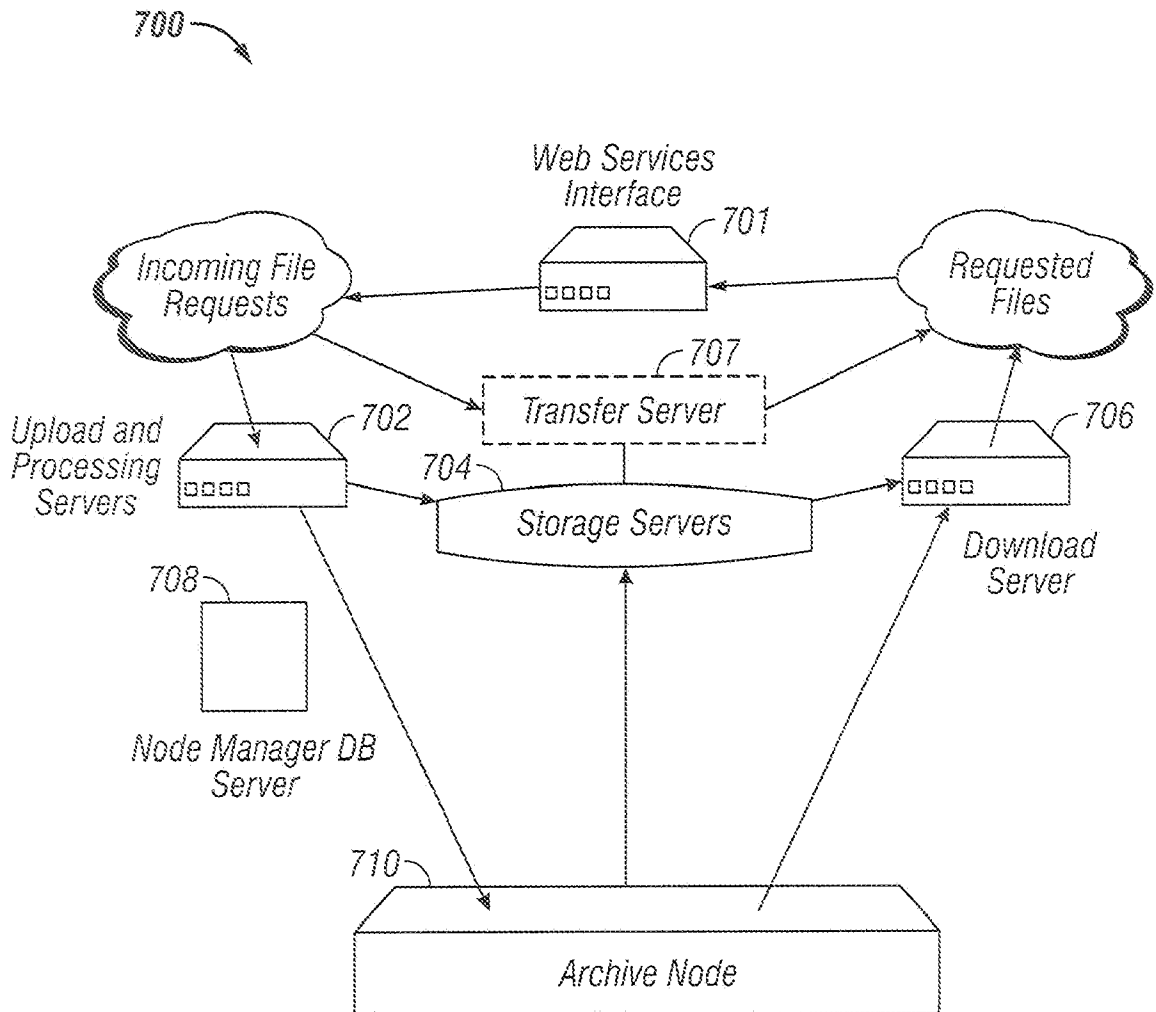 700
Web Services
Interface
701
Incoming File
Requests
Requested
Files
707
Transfer Server
Upload and
Processing
Servers
702
704
Storage Servers
706
Download
Server
708
Node Manager DB
Server
710
Archive Node